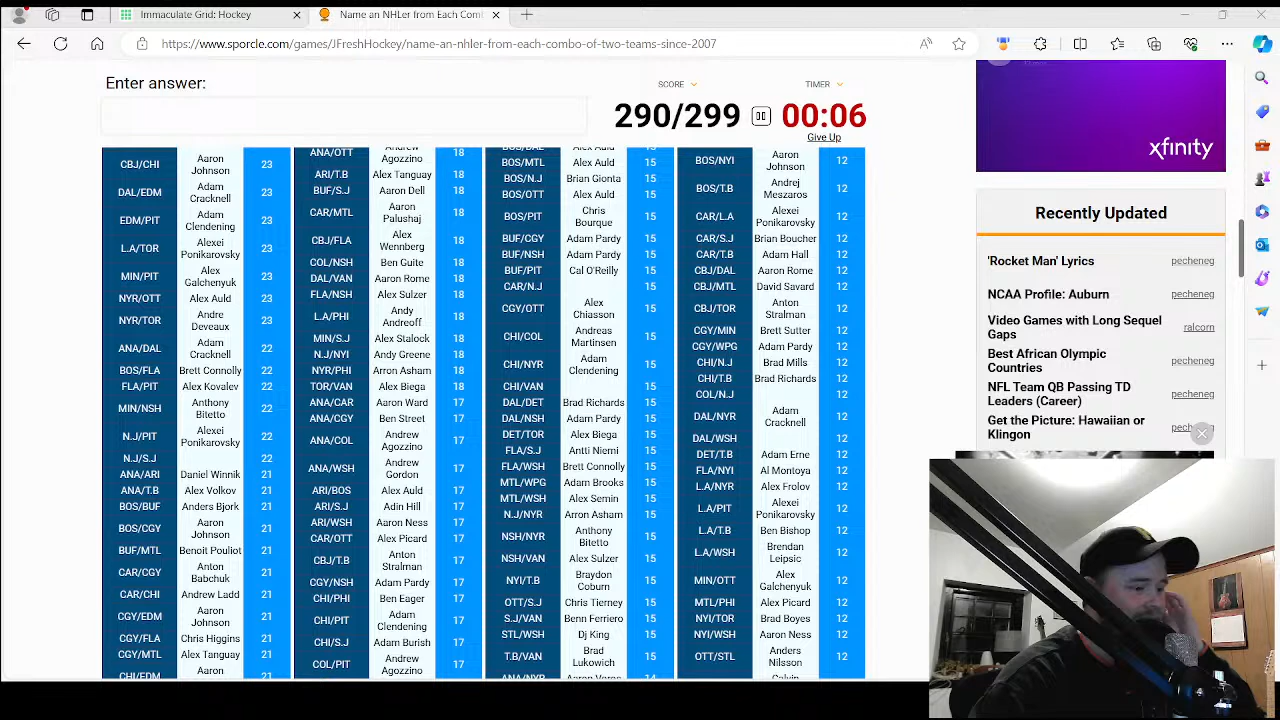 Immaculate Grid: Hockey
Name an NHLer from Each Comb
https://www.sporcle.com/games/JFreshHockey/name-an-nhler-from-each-combo-of-two-teams-since-2007
Enter answer:
SCORE
TIMER
290/299
00:06
Give Up
CBJ/CHI Aaron Johnson 23
DAL/EDM Adam Cracknell 23
EDM/PIT Adam Clendening 23
L.A/TOR Alexei Ponikarovsky 23
MIN/PIT Alex Galchenyuk 23
NYR/OTT Alex Auld 23
NYR/TOR Andre Deveaux 23
ANA/DAL Adam Cracknell 22
BOS/FLA Brett Connolly 22
FLA/PIT Alex Kovalev 22
MIN/NSH Anthony Bitetto 22
N.J/PIT Alexei Ponikarovsky 22
N.J/S.J 22
ANA/ARI Daniel Winnik 21
ANA/T.B Alex Volkov 21
BOS/BUF Anders Bjork 21
BOS/CGY Aaron Johnson 21
BUF/MTL Benoit Pouliot 21
CAR/CGY Anton Babchuk 21
CAR/CHI Andrew Ladd 21
CGY/EDM Aaron Johnson 21
CGY/FLA Chris Higgins 21
CGY/MTL Alex Tanguay 21
CHI/EDM Aaron 21
ANA/OTT Andrew Agozzino 18
ARI/T.B Alex Tanguay 18
BUF/S.J Aaron Dell 18
CAR/MTL Aaron Palushaj 18
CBJ/FLA Alex Wennberg 18
COL/NSH Ben Guite 18
DAL/VAN Aaron Rome 18
FLA/NSH Alex Sulzer 18
L.A/PHI Andy Andreoff 18
MIN/S.J Alex Stalock 18
N.J/NYI Andy Greene 18
NYR/PHI Arron Asham 18
TOR/VAN Alex Biega 18
ANA/CAR Aaron Ward 17
ANA/CGY Ben Street 17
ANA/COL Andrew Agozzino 17
ANA/WSH Andrew Gordon 17
ARI/BOS Alex Auld 17
ARI/S.J Adin Hill 17
ARI/WSH Aaron Ness 17
CAR/OTT Alex Picard 17
CBJ/T.B Anton Stralman 17
CGY/NSH Adam Pardy 17
CHI/PHI Ben Eager 17
CHI/PIT Adam Clendening 17
CHI/S.J Adam Burish 17
COL/PIT Andrew Agozzino 17
BOS/DAL Alex Auld 15
BOS/MTL Alex Auld 15
BOS/N.J Brian Gionta 15
BOS/OTT Alex Auld 15
BOS/PIT Chris Bourque 15
BUF/CGY Adam Pardy 15
BUF/NSH Adam Pardy 15
BUF/PIT Cal O'Reilly 15
CAR/N.J 15
CGY/OTT Alex Chiasson 15
CHI/COL Andreas Martinsen 15
CHI/NYR Adam Clendening 15
CHI/VAN 15
DAL/DET Brad Richards 15
DAL/NSH Adam Pardy 15
DET/TOR Alex Biega 15
FLA/S.J Antti Niemi 15
FLA/WSH Brett Connolly 15
MTL/WPG Adam Brooks 15
MTL/WSH Alex Semin 15
N.J/NYR Arron Asham 15
NSH/NYR Anthony Bitetto 15
NSH/VAN Alex Sulzer 15
NYI/T.B Braydon Coburn 15
OTT/S.J Chris Tierney 15
S.J/VAN Benn Ferriero 15
STL/WSH Dj King 15
T.B/VAN Brad Lukowich 15
ANA/NYR Aaron Voros 14
BOS/NYI Aaron Johnson 12
BOS/T.B Andrej Meszaros 12
CAR/L.A Alexei Ponikarovsky 12
CAR/S.J Brian Boucher 12
CAR/T.B Adam Hall 12
CBJ/DAL Aaron Rome 12
CBJ/MTL David Savard 12
CBJ/TOR Anton Stralman 12
CGY/MIN Brett Sutter 12
CGY/WPG Adam Pardy 12
CHI/N.J Brad Mills 12
CHI/T.B Brad Richards 12
COL/N.J 12
DAL/NYR Adam Cracknell 12
DAL/WSH 12
DET/T.B Adam Erne 12
FLA/NYI Al Montoya 12
L.A/NYR Alex Frolov 12
L.A/PIT Alexei Ponikarovsky 12
L.A/T.B Ben Bishop 12
L.A/WSH Brendan Leipsic 12
MIN/OTT Alex Galchenyuk 12
MTL/PHI Alex Picard 12
NYI/TOR Brad Boyes 12
NYI/WSH Aaron Ness 12
OTT/STL Anders Nilsson 12
Calvin
xfinity
Recently Updated
'Rocket Man' Lyrics pecheneg
NCAA Profile: Auburn pecheneg
Video Games with Long Sequel Gaps ralcorn
Best African Olympic Countries pecheneg
NFL Team QB Passing TD Leaders (Career) pecheneg
Get the Picture: Hawaiian or Klingon